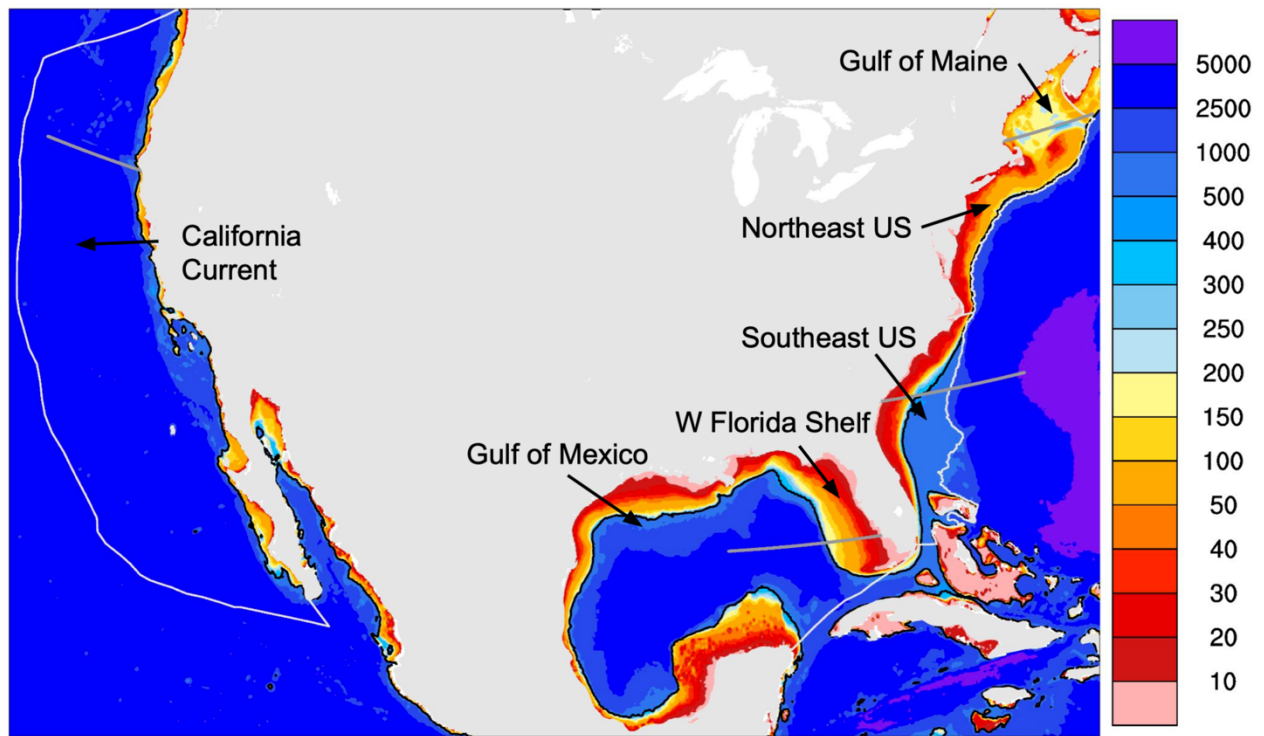 Gulf of Maine
Northeast US
California
Current
Southeast US
W Florida Shelf
Gulf of Mexico
5000
2500
1000
500
400
300
250
200
150
100
50
40
30
20
10